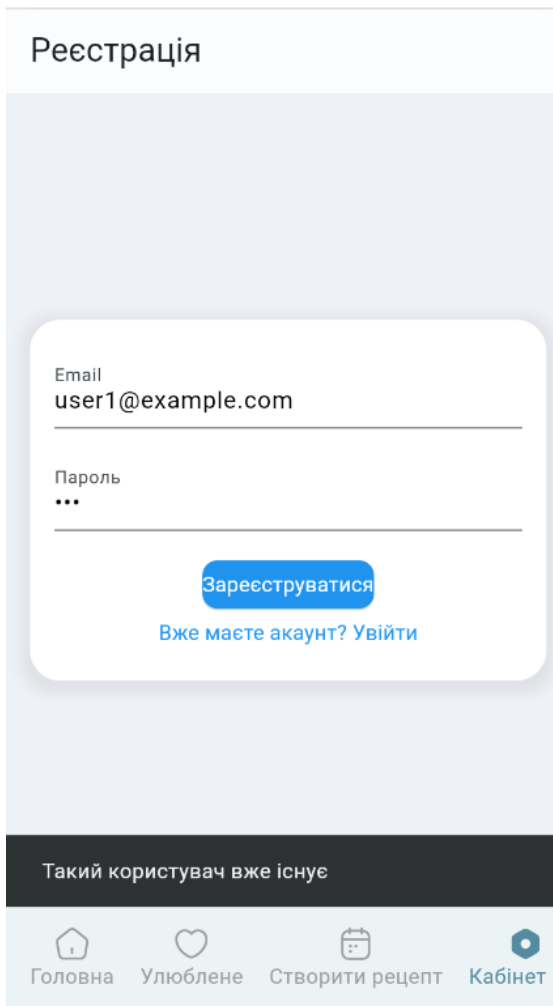 Реєстрація
Email
user1@example.com
Пароль
•••
Зареєструватися
Вже маєте акаунт? Увійти
Такий користувач вже існує
Головна Улюблене Створити рецепт Кабінет